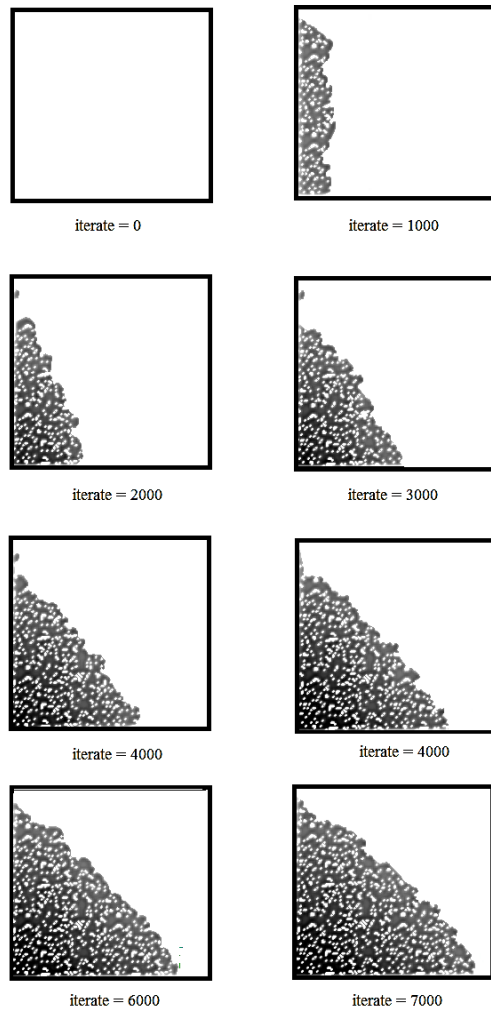 iterate = 0
iterate = 1000
iterate = 2000
iterate = 3000
iterate = 4000
iterate = 4000
iterate = 6000
iterate = 7000